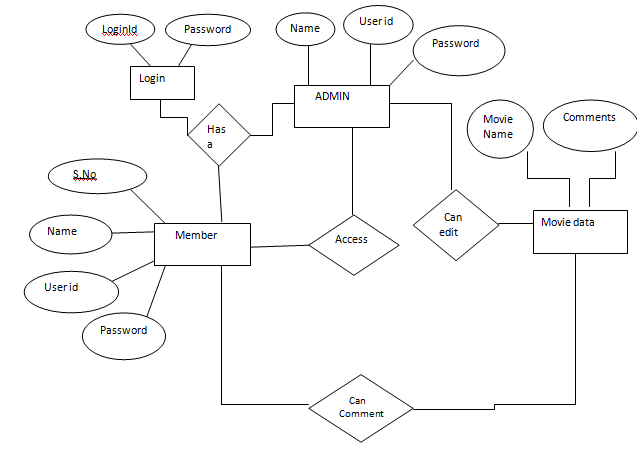 LoginId
Password
Name
User id
Password
Login
ADMIN
Movie
Name
Comments
Has
a
S.No
Name
Member
Access
Can
edit
Movie data
User id
Password
Can
Comment